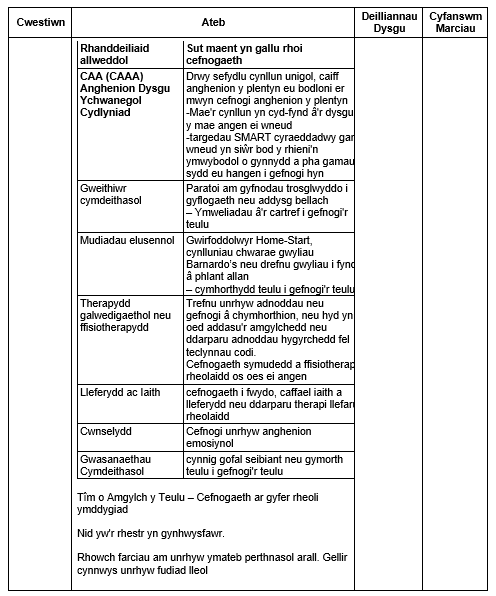 Cwestiwn Ateb Deilliannau Dysgu Cyfanswm Marciau
Rhanddeiliaid allweddol
Sut maent yn gallu rhoi cefnogaeth
CAA (CAAA)
Anghenion Dysgu
Ychwanegol
Cydlyniad
Drwy sefydlu cynllun unigol, caiff
anghenion y plentyn eu bodloni er
mwyn cefnogi anghenion y plentyn
-Mae'r cynllun yn cyd-fynd â'r dysgu
y mae angen ei wneud
-targedau SMART cyraeddadwy gan
wneud yn siŵr bod y rhieni'n
ymwybodol o gynnydd a pha gamau
sydd eu hangen i gefnogi hyn
Gweithiwr
cymdeithasol
Paratoi am gyfnodau trosglwyddo i
gyflogaeth neu addysg bellach
– Ymweliadau â'r cartref i gefnogi'r
teulu
Mudiadau elusennol
Gwirfoddolwyr Home-Start,
cynlluniau chwarae gwyliau
Barnardo's neu drefnu gwyliau i fynd
â phlant allan
– cymhorthydd teulu i gefnogi'r teulu
Therapydd
galwedigaethol neu
ffisiotherapydd
Trefnu unrhyw adnoddau neu
gefnogi â chymhorthion, neu hyd yn
oed addasu'r amgylchedd neu
ddarparu adnoddau hygyrchedd fel
teclynnau codi.
Cefnogaeth symudedd a ffisiotherap
rheolaidd os oes ei angen
Lleferydd ac Iaith
cefnogaeth i fwydo, caffael iaith a
lleferydd neu ddarparu therapi llefaru
rheolaidd
Cwnselydd
Cefnogi unrhyw anghenion
emosiynol
Gwasanaethau
Cymdeithasol
cynnig gofal seibiant neu gymorth
teulu i gefnogi'r teulu
Tîm o Amgylch y Teulu – Cefnogaeth ar gyfer rheoli
ymddygiad
Nid yw'r rhestr yn gynhwysfawr.
Rhowch farciau am unrhyw ymateb perthnasol arall. Gellir
cynnwys unrhyw fudiad lleol